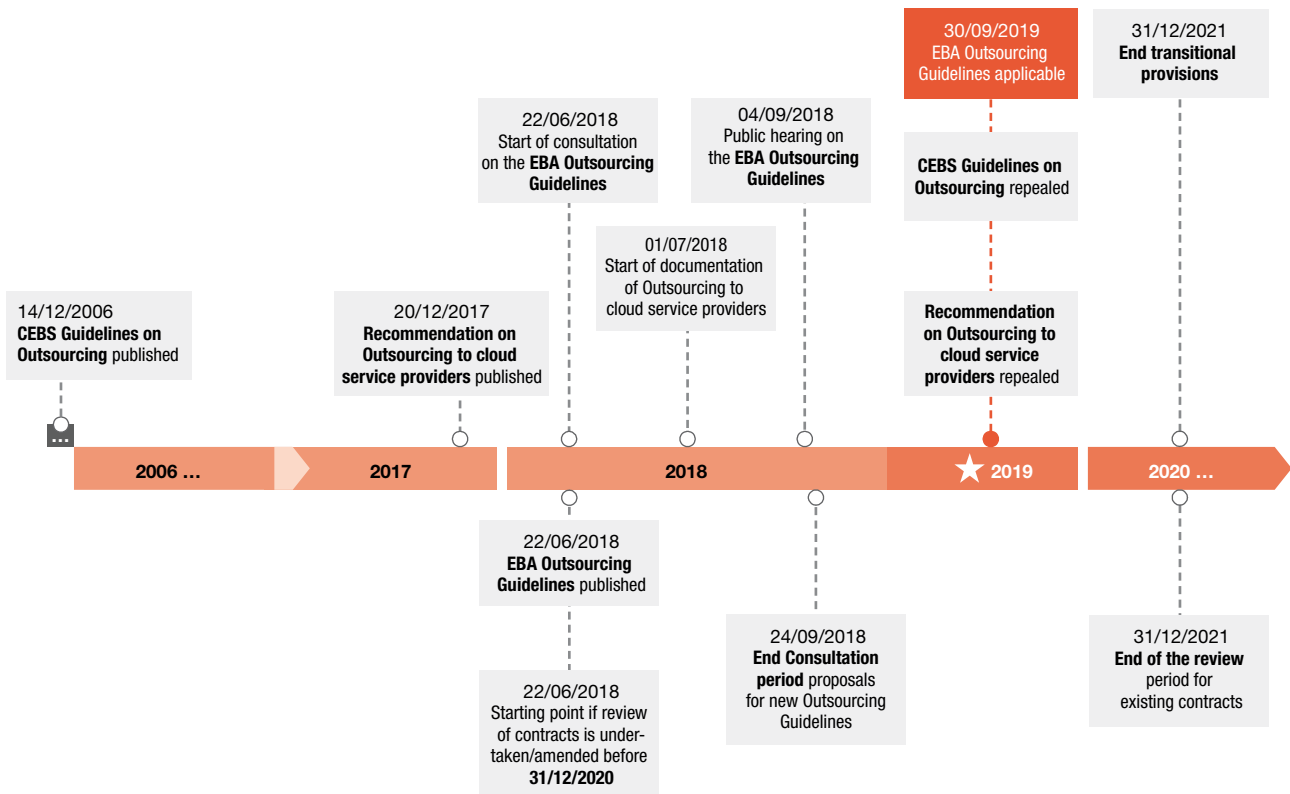 30/09/2019
EBA Outsourcing
Guidelines applicable
31/12/2021
End transitional
provisions
22/06/2018
Start of consultation
on the EBA Outsourcing
Guidelines
04/09/2018
Public hearing on
the EBA Outsourcing
Guidelines
CEBS Guidelines on
Outsourcing repealed
01/07/2018
Start of documentation
of Outsourcing to
cloud service providers
14/12/2006
CEBS Guidelines on
Outsourcing published
20/12/2017
Recommendation on
Outsourcing to cloud
service providers published
Recommendation
on Outsourcing to
cloud service
providers repealed
...
2006 ...
2017
2018
2019
2020 ...
22/06/2018
EBA Outsourcing
Guidelines published
22/06/2018
Starting point if review
of contracts is under-
taken/amended before
31/12/2020
24/09/2018
End Consultation
period proposals
for new Outsourcing
Guidelines
31/12/2021
End of the review
period for
existing contracts